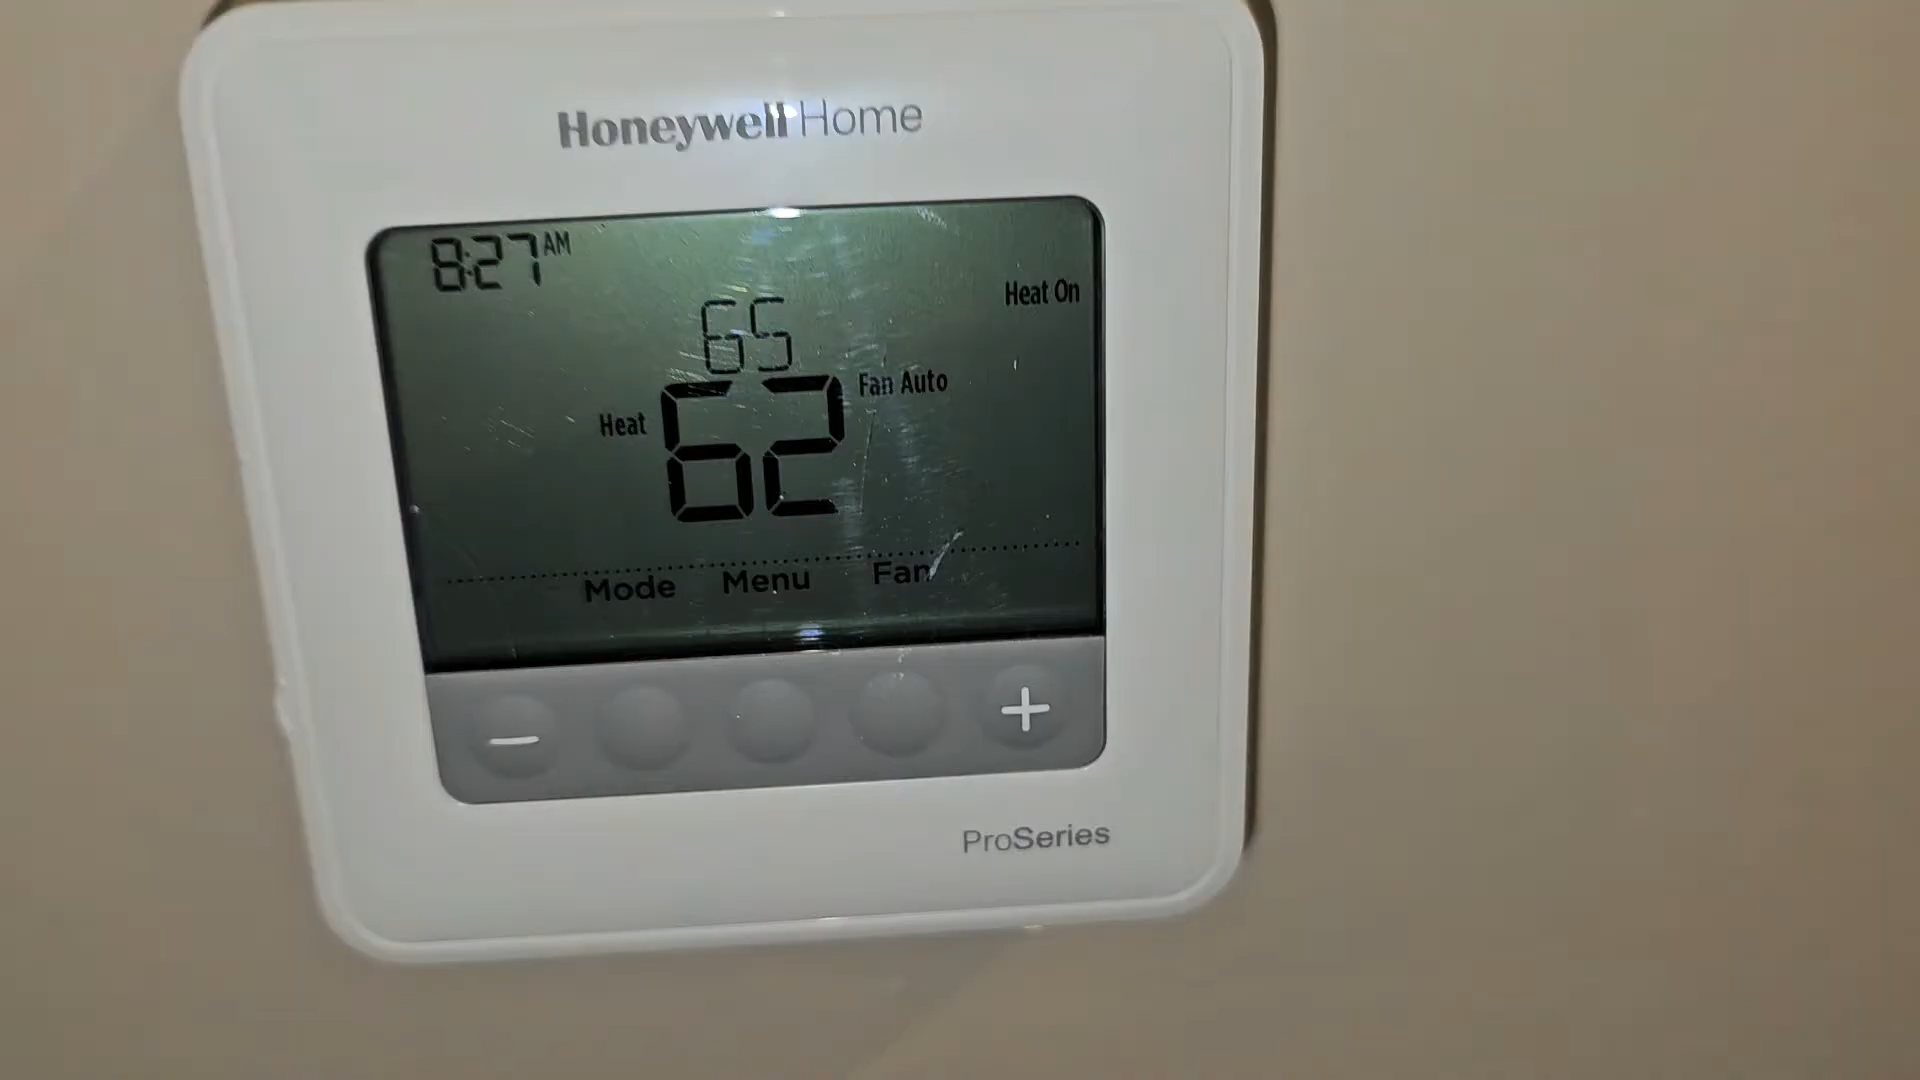 Honeywell Home
8:27 AM
Heat On
65
Fan Auto
Heat
62
Mode Menu Fan
− +
ProSeries